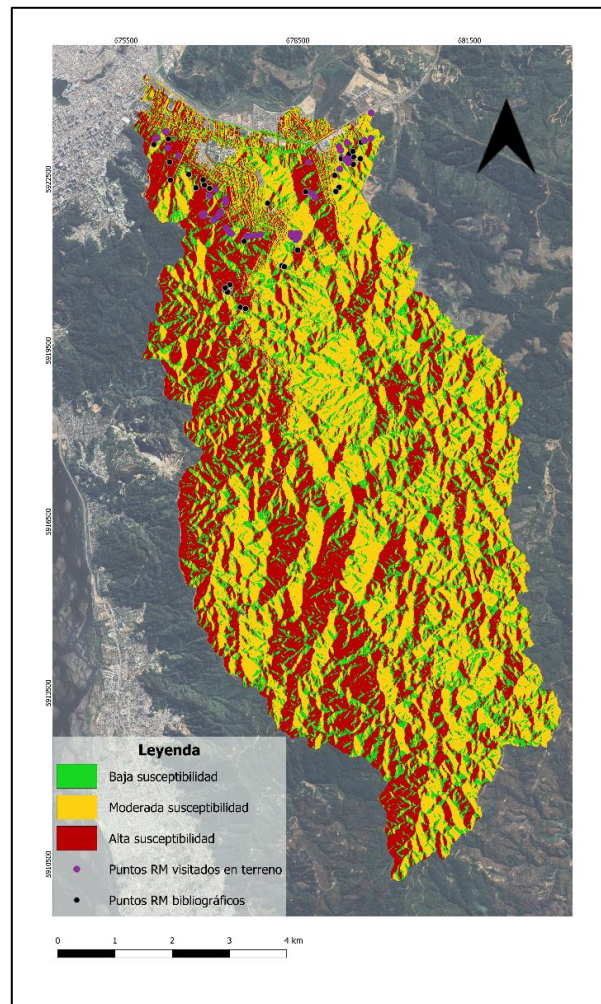 675500
678500
681500
5922500
5919500
5916500
5913500
5910500
Leyenda
Baja susceptibilidad
Moderada susceptibilidad
Alta susceptibilidad
Puntos RM visitados en terreno
Puntos RM bibliográficos
0 1 2 3 4 km